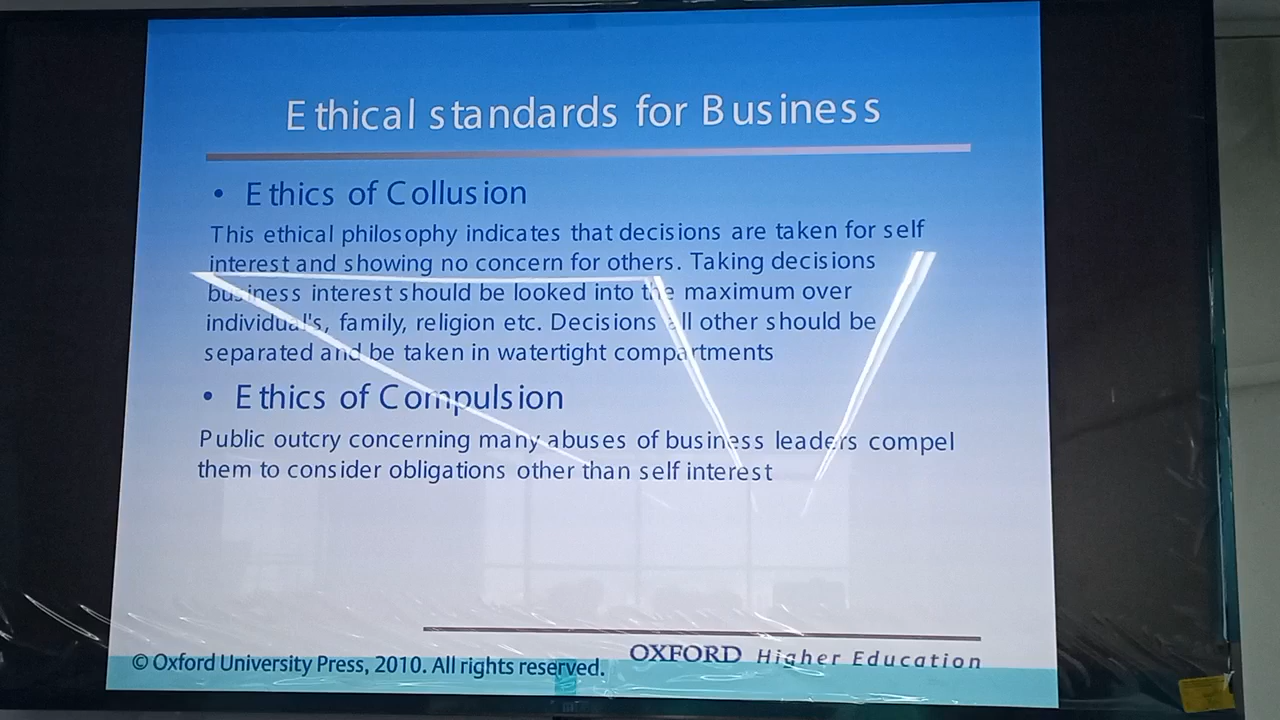 Ethical standards for Business
• Ethics of Collusion
This ethical philosophy indicates that decisions are taken for self
interest and showing no concern for others. Taking decisions
business interest should be looked into the maximum over
individual's, family, religion etc. Decisions all other should be
separated and be taken in watertight compartments
• Ethics of Compulsion
Public outcry concerning many abuses of business leaders compel
them to consider obligations other than self interest
© Oxford University Press, 2010. All rights reserved.
OXFORD Higher Education